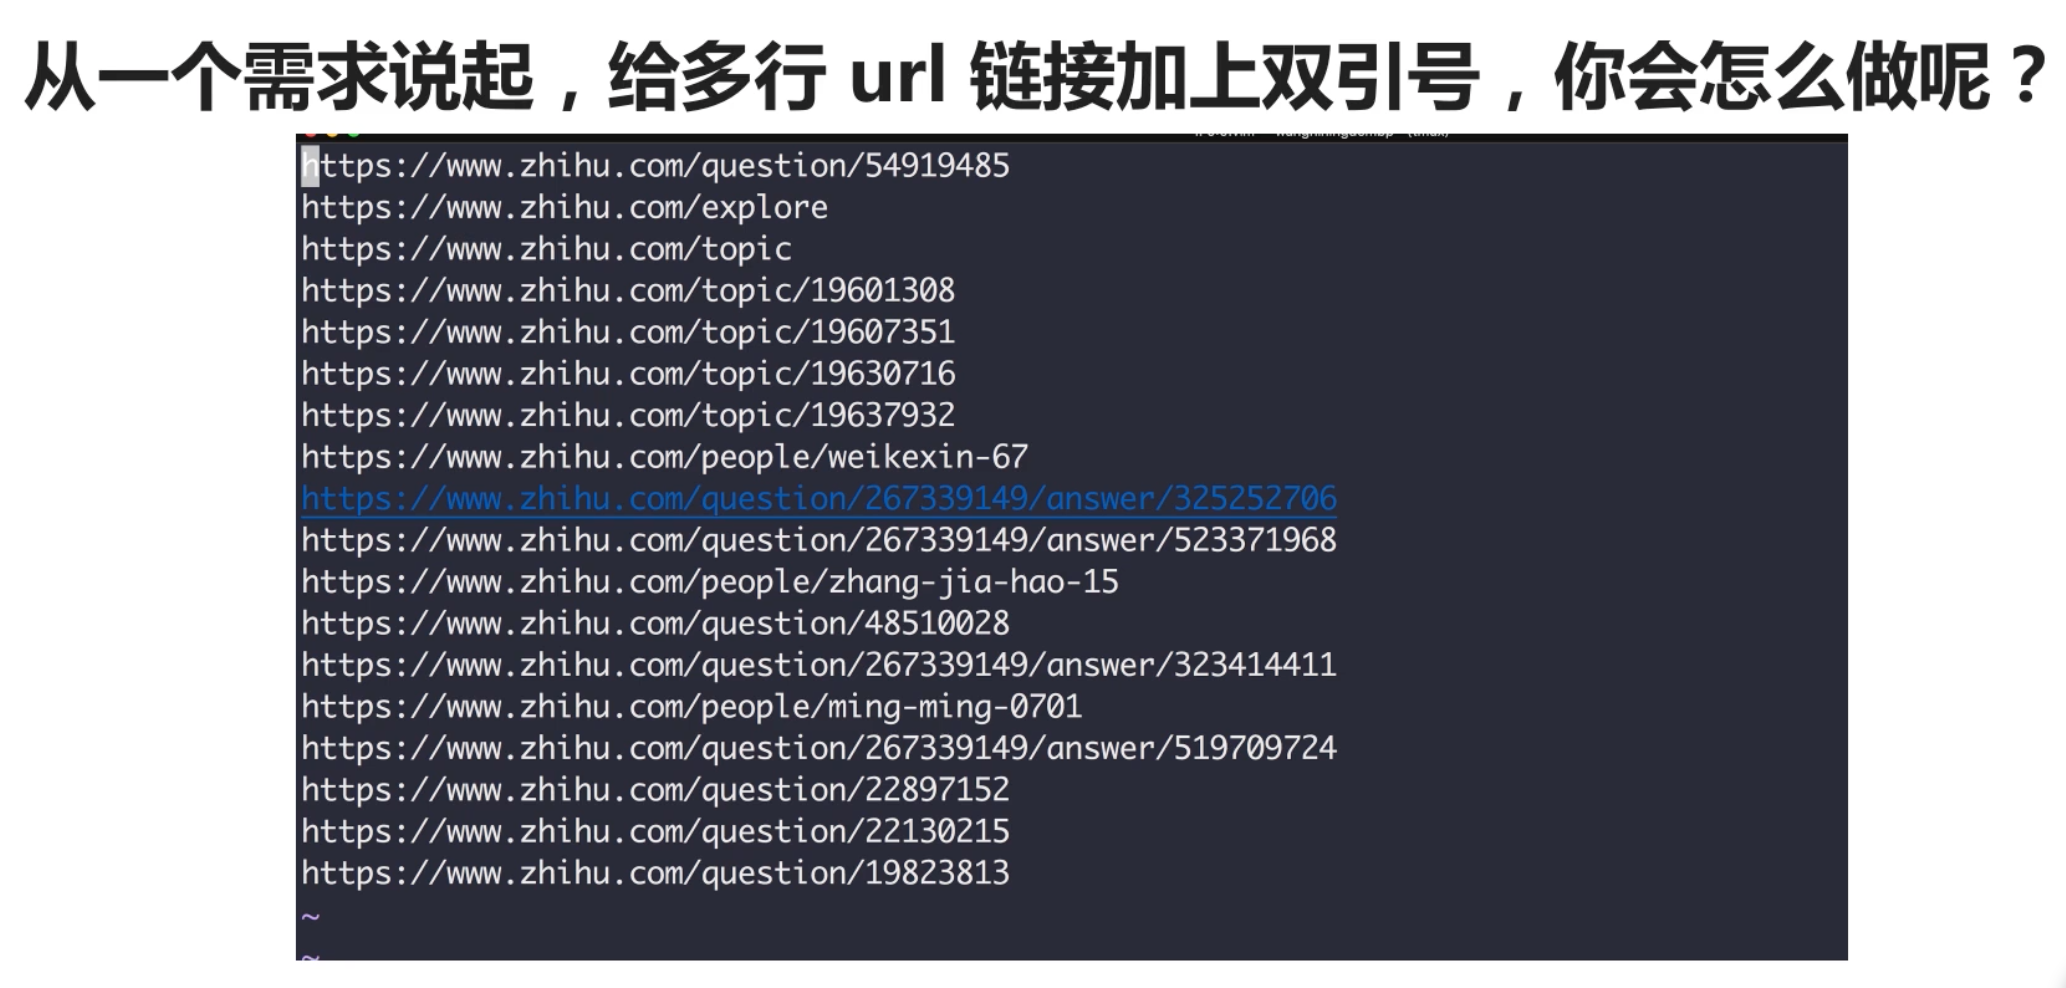 从一个需求说起，给多行 url 链接加上双引号，你会怎么做呢？
https://www.zhihu.com/question/54919485
https://www.zhihu.com/explore
https://www.zhihu.com/topic
https://www.zhihu.com/topic/19601308
https://www.zhihu.com/topic/19607351
https://www.zhihu.com/topic/19630716
https://www.zhihu.com/topic/19637932
https://www.zhihu.com/people/weikexin-67
https://www.zhihu.com/question/267339149/answer/325252706
https://www.zhihu.com/question/267339149/answer/523371968
https://www.zhihu.com/people/zhang-jia-hao-15
https://www.zhihu.com/question/48510028
https://www.zhihu.com/question/267339149/answer/323414411
https://www.zhihu.com/people/ming-ming-0701
https://www.zhihu.com/question/267339149/answer/519709724
https://www.zhihu.com/question/22897152
https://www.zhihu.com/question/22130215
https://www.zhihu.com/question/19823813
~
~